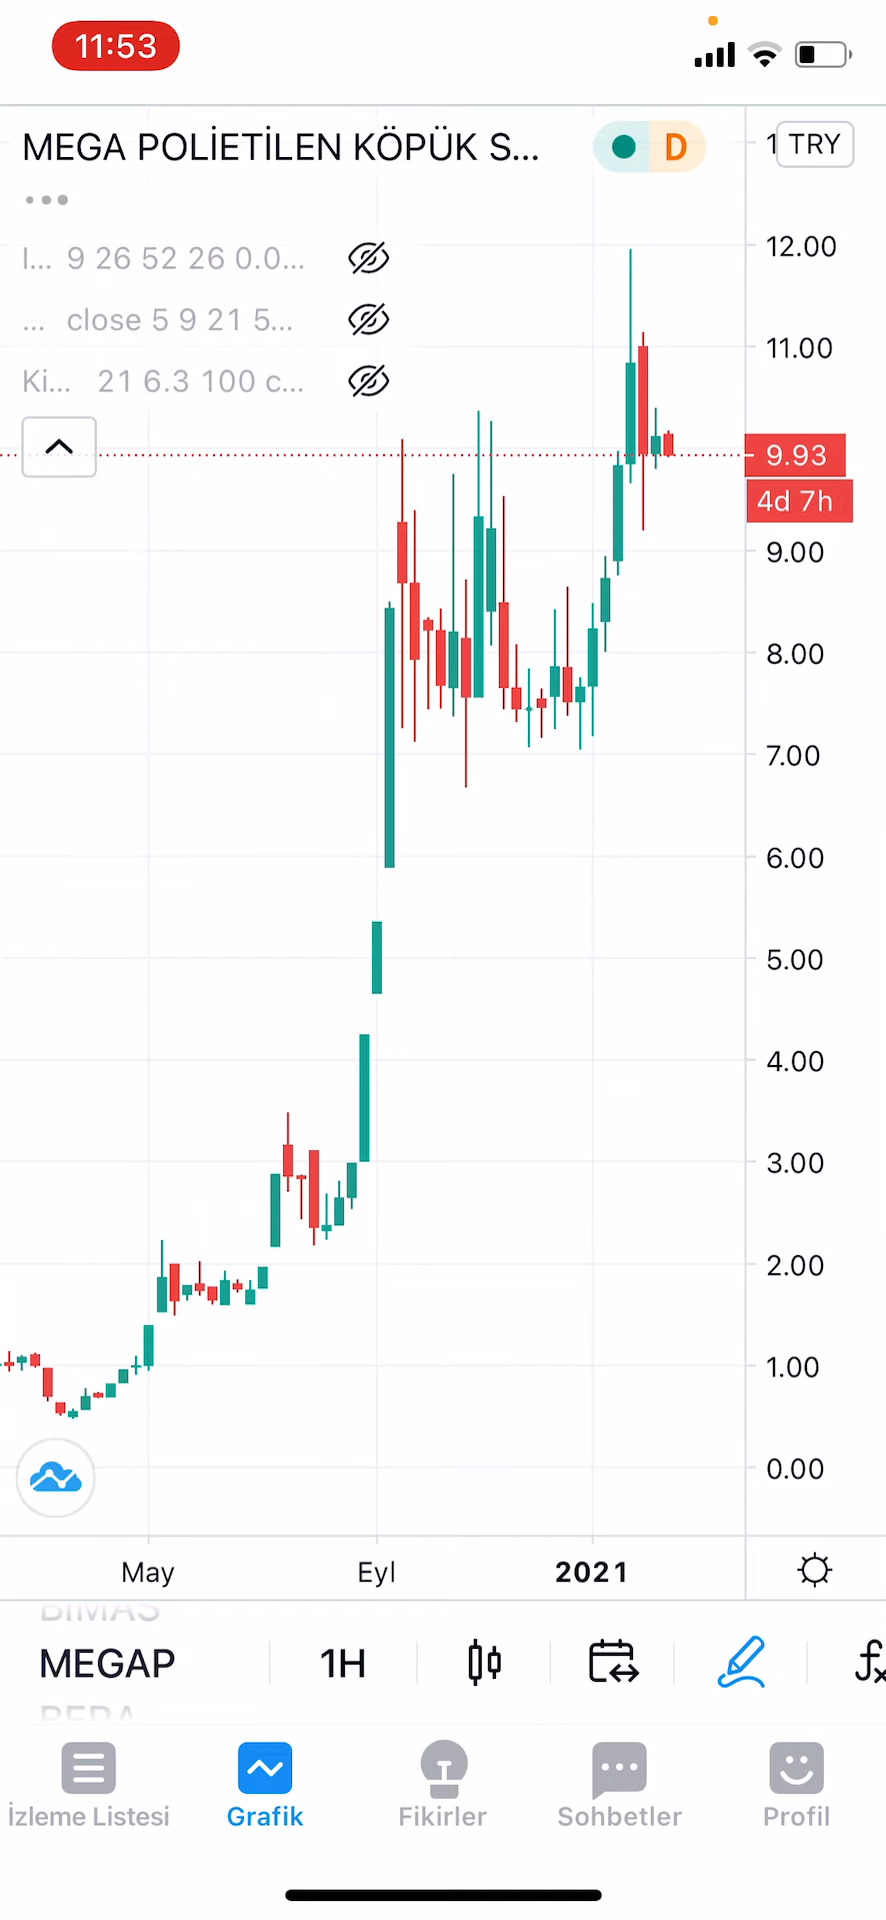 11:53
MEGA POLİETİLEN KÖPÜK S...
D
1
TRY
I... 9 26 52 26 0.0...
... close 5 9 21 5...
Ki... 21 6.3 100 c...
12.00
11.00
9.93
4d 7h
9.00
8.00
7.00
6.00
5.00
4.00
3.00
2.00
1.00
0.00
May
Eyl
2021
BIMAS
MEGAP
1H
BERA
İzleme Listesi
Grafik
Fikirler
Sohbetler
Profil